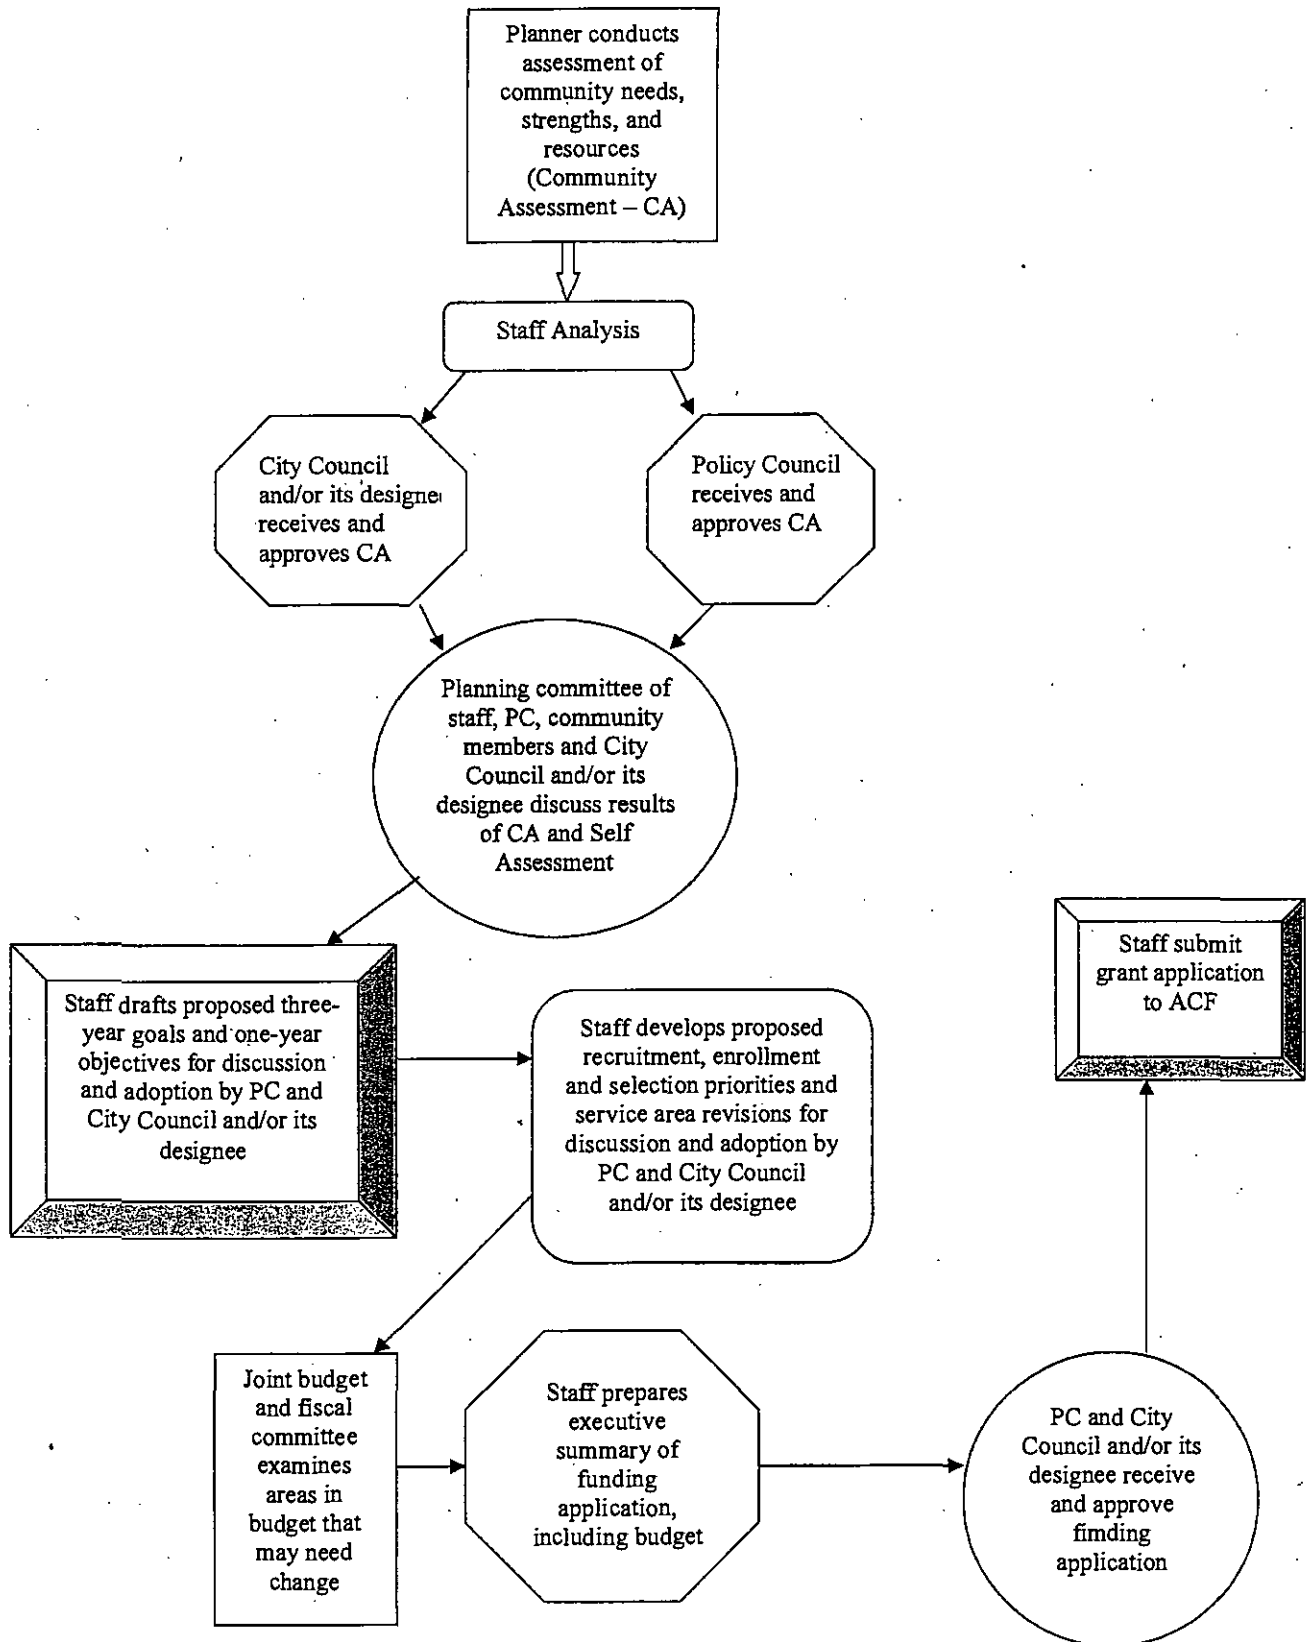 Planner conducts
assessment of
community needs,
strengths, and
resources
(Community
Assessment – CA)
Staff Analysis
City Council
and/or its designe
receives and
approves CA
Policy Council
receives and
approves CA
Planning committee of
staff, PC, community
members and City
Council and/or its
designee discuss results
of CA and Self
Assessment
Staff drafts proposed three-
year goals and one-year
objectives for discussion
and adoption by PC and
City Council and/or its
designee
Staff develops proposed
recruitment, enrollment
and selection priorities and
service area revisions for
discussion and adoption by
PC and City Council
and/or its designee
Staff submit
grant application
to ACF
Joint budget
and fiscal
committee
examines
areas in
budget that
may need
change
Staff prepares
executive
summary of
funding
application,
including budget
PC and City
Council and/or its
designee receive
and approve
fimding
application